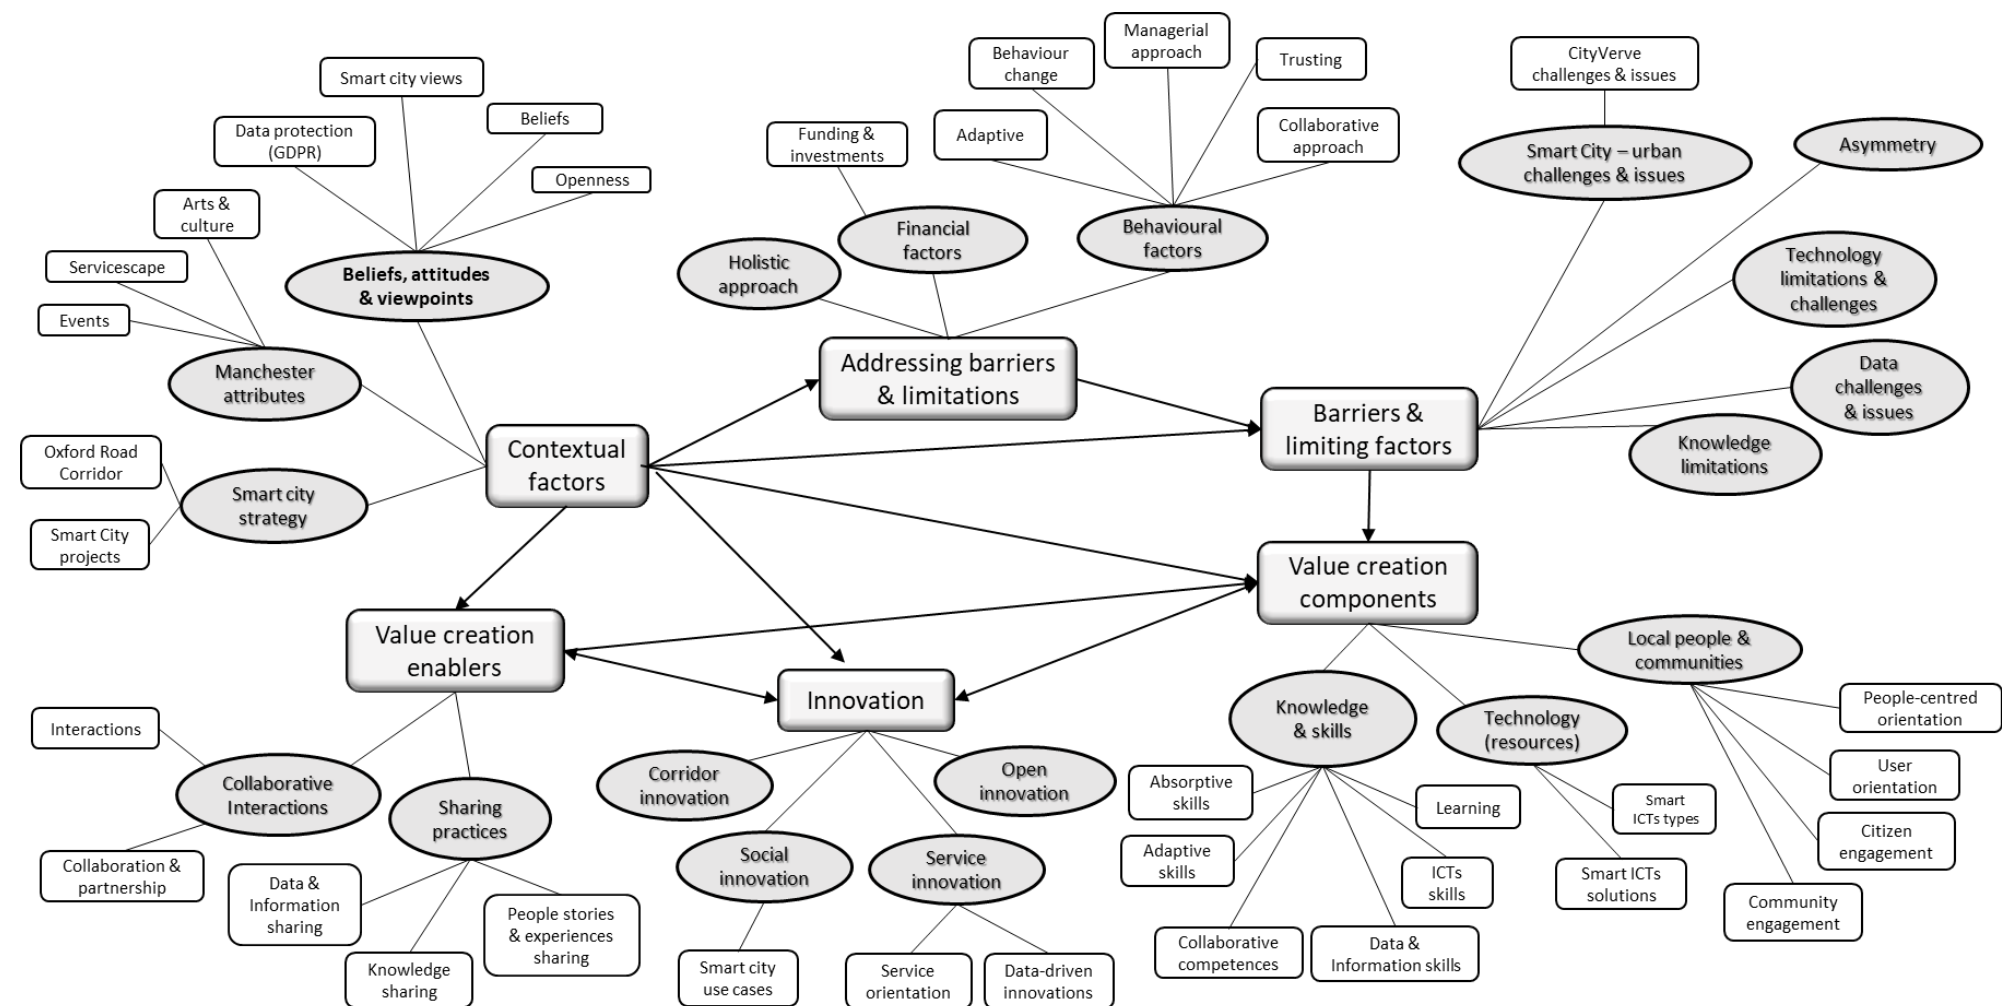 Smart city views
Data protection
(GDPR)
Beliefs
Openness
Arts &
culture
Servicescape
Events
Beliefs, attitudes
& viewpoints
Manchester
attributes
Oxford Road
Corridor
Smart city
strategy
Smart City
projects
Contextual
factors
Behaviour
change
Managerial
approach
Trusting
Funding &
investments
Adaptive
Collaborative
approach
Holistic
approach
Financial
factors
Behavioural
factors
Addressing barriers
& limitations
CityVerve
challenges & issues
Smart City – urban
challenges & issues
Asymmetry
Technology
limitations &
challenges
Data
challenges
& issues
Knowledge
limitations
Barriers &
limiting factors
Value creation
components
Value creation
enablers
Innovation
Interactions
Collaborative
Interactions
Collaboration &
partnership
Sharing
practices
Data &
Information
sharing
Knowledge
sharing
People stories
& experiences
sharing
Corridor
innovation
Open
innovation
Social
innovation
Service
innovation
Smart city
use cases
Service
orientation
Data-driven
innovations
Knowledge
& skills
Technology
(resources)
Local people &
communities
Absorptive
skills
Adaptive
skills
Collaborative
competences
Data &
Information skills
ICTs
skills
Learning
Smart
ICTs types
Smart ICTs
solutions
People-centred
orientation
User
orientation
Citizen
engagement
Community
engagement